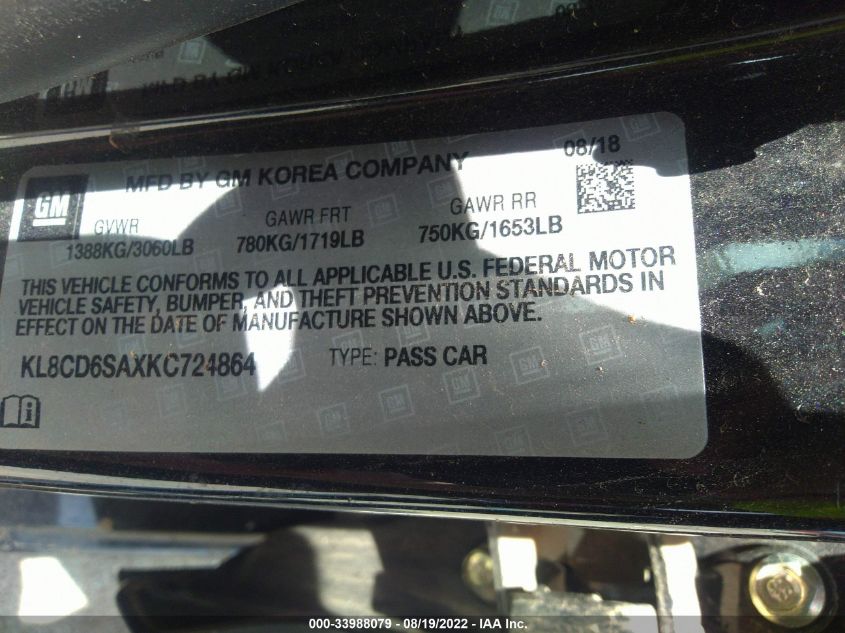 GM
MFD BY GM KOREA COMPANY
08/18
GVWR
1388KG/3060LB
GAWR FRT
780KG/1719LB
GAWR RR
750KG/1653LB
THIS VEHICLE CONFORMS TO ALL APPLICABLE U.S. FEDERAL MOTOR
VEHICLE SAFETY, BUMPER, AND THEFT PREVENTION STANDARDS IN
EFFECT ON THE DATE OF MANUFACTURE SHOWN ABOVE.
KL8CD6SAXKC724864
TYPE: PASS CAR
000-33988079 - 08/19/2022 - IAA Inc.